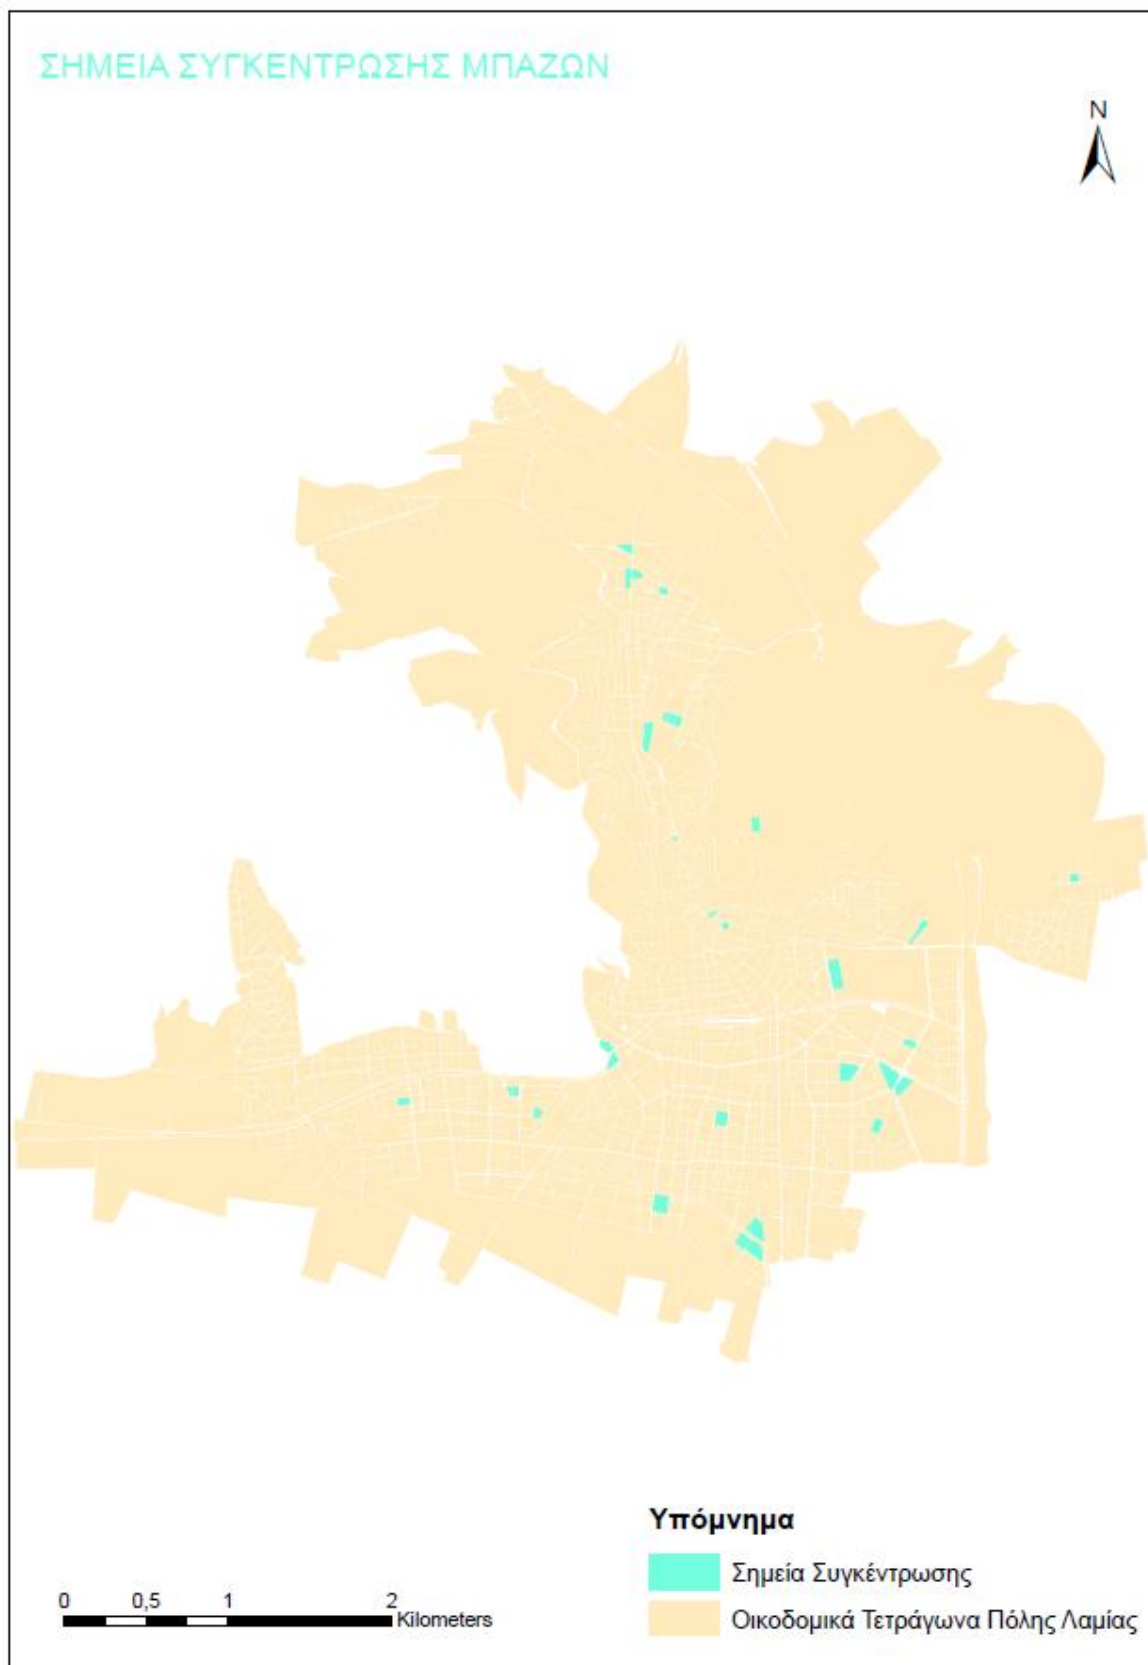 ΣΗΜΕΙΑ ΣΥΓΚΕΝΤΡΩΣΗΣ ΜΠΑΖΩΝ
N
Υπόμνημα
Σημεία Συγκέντρωσης
Οικοδομικά Τετράγωνα Πόλης Λαμίας
0 0,5 1 2
Kilometers